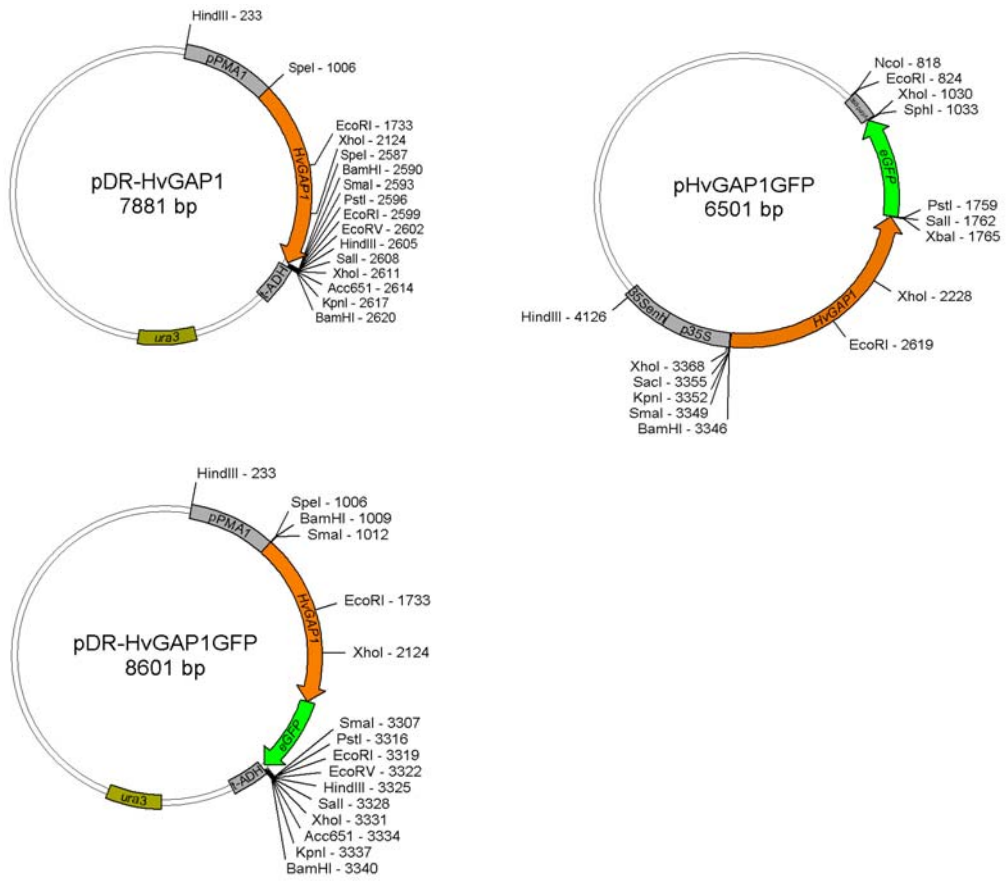 HindIII - 233
pPMA1
SpeI - 1006
EcoRI - 1733
XhoI - 2124
SpeI - 2587
BamHI - 2590
SmaI - 2593
PstI - 2596
EcoRI - 2599
EcoRV - 2602
HindIII - 2605
SalI - 2608
XhoI - 2611
Acc651 - 2614
KpnI - 2617
BamHI - 2620
HvGAP1
t-ADH
ura3
pDR-HvGAP1
7881 bp
NcoI - 818
EcoRI - 824
XhoI - 1030
SphI - 1033
eGFP
PstI - 1759
SalI - 1762
XbaI - 1765
XhoI - 2228
HvGAP1
EcoRI - 2619
pHvGAP1GFP
6501 bp
HindIII - 4126
35SenH
p35S
XhoI - 3368
SacI - 3355
KpnI - 3352
SmaI - 3349
BamHI - 3346
HindIII - 233
pPMA1
SpeI - 1006
BamHI - 1009
SmaI - 1012
HvGAP1
EcoRI - 1733
XhoI - 2124
pDR-HvGAP1GFP
8601 bp
eGFP
SmaI - 3307
PstI - 3316
EcoRI - 3319
EcoRV - 3322
HindIII - 3325
SalI - 3328
XhoI - 3331
Acc651 - 3334
KpnI - 3337
BamHI - 3340
t-ADH
ura3